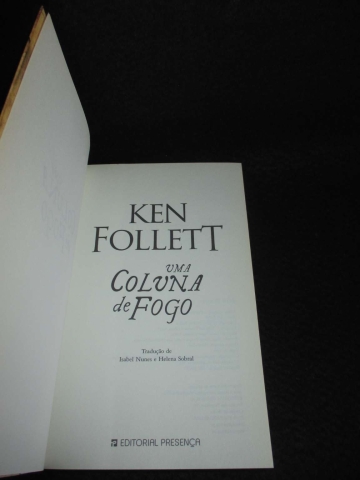 KEN
FOLLETT
UMA
COLUNA
de FOGO
Tradução de
Isabel Nunes e Helena Sobral
EDITORIAL PRESENÇA